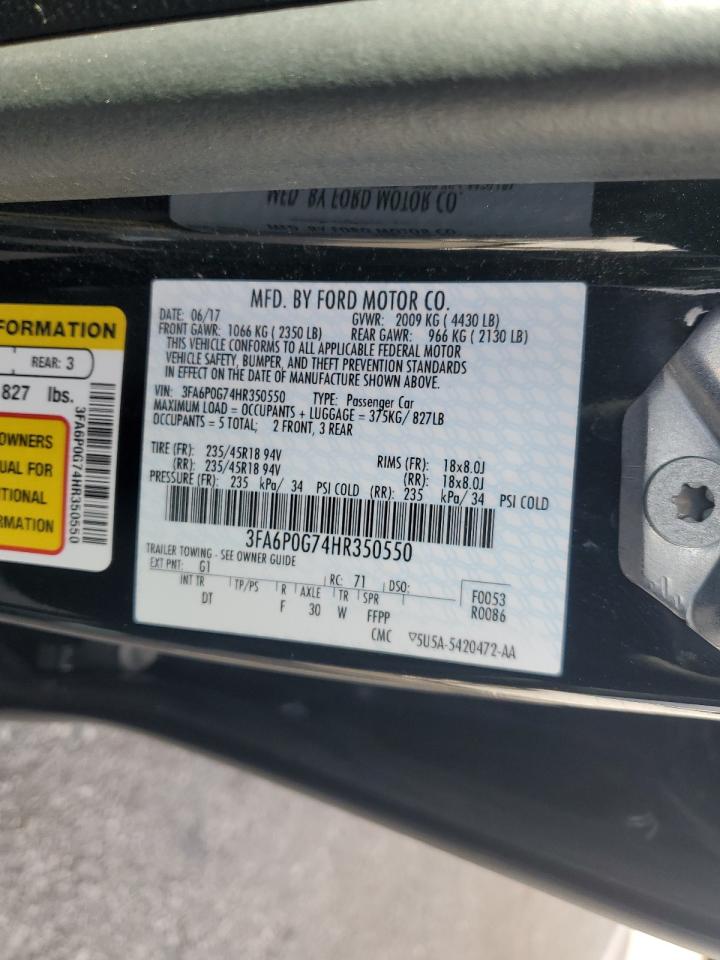 MFD. BY FORD MOTOR CO.
MFD. BY FORD MOTOR CO.
DATE: 06/17 GVWR: 2009 KG ( 4430 LB)
FRONT GAWR: 1066 KG ( 2350 LB) REAR GAWR: 966 KG ( 2130 LB)
THIS VEHICLE CONFORMS TO ALL APPLICABLE FEDERAL MOTOR
VEHICLE SAFETY, BUMPER, AND THEFT PREVENTION STANDARDS
IN EFFECT ON THE DATE OF MANUFACTURE SHOWN ABOVE.
VIN: 3FA6P0G74HR350550 TYPE: Passenger Car
MAXIMUM LOAD = OCCUPANTS + LUGGAGE = 375KG/ 827LB
OCCUPANTS = 5 TOTAL; 2 FRONT, 3 REAR
TIRE (FR): 235/45R18 94V RIMS (FR): 18x8.0J
(RR): 235/45R18 94V (RR): 18x8.0J
PRESSURE (FR): 235 kPa/ 34 PSI COLD (RR): 235 kPa/ 34 PSI COLD
3FA6P0G74HR350550
TRAILER TOWING - SEE OWNER GUIDE
EXT PNT: G1 RC: 71 DSO: F0053
INT TR TP/PS R AXLE TR SPR R0086
DT F 30 W FFPP
CMC 5U5A-5420472-AA
FORMATION
REAR: 3
827 lbs.
OWNERS
UAL FOR
ITIONAL
RMATION
3FA6P0G74HR350550